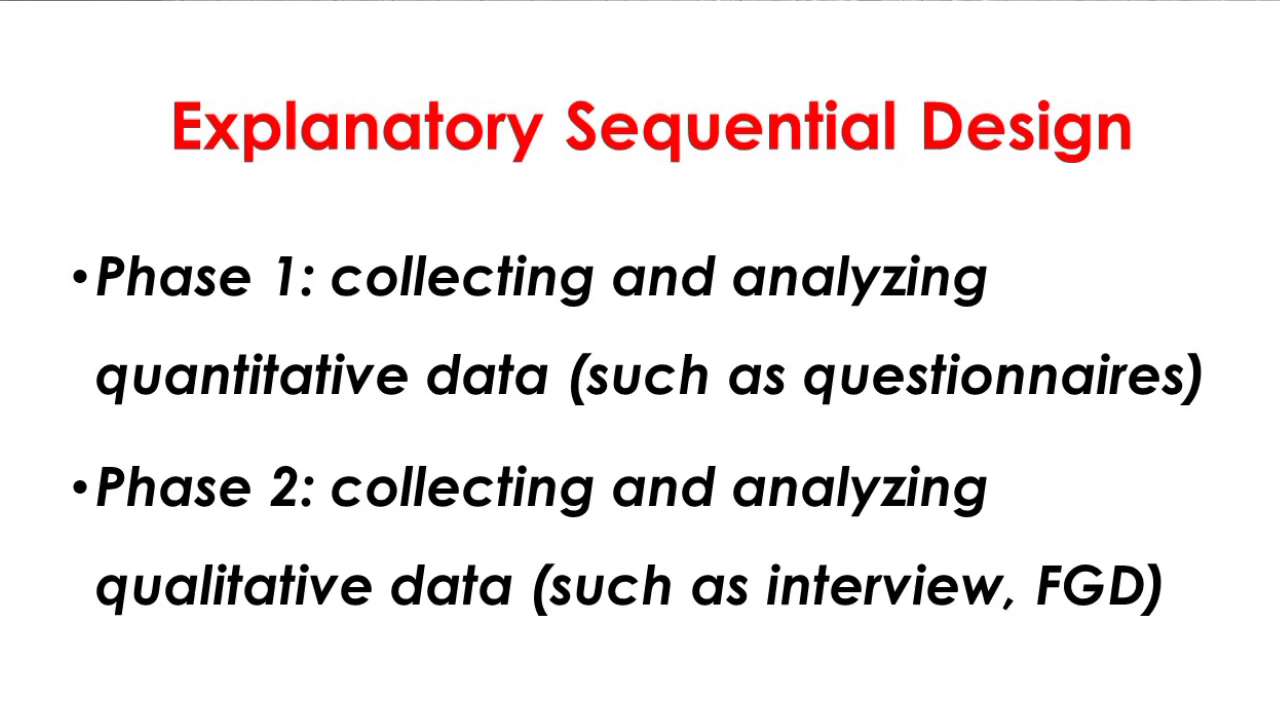 Explanatory Sequential Design
•Phase 1: collecting and analyzing
quantitative data (such as questionnaires)
•Phase 2: collecting and analyzing
qualitative data (such as interview, FGD)